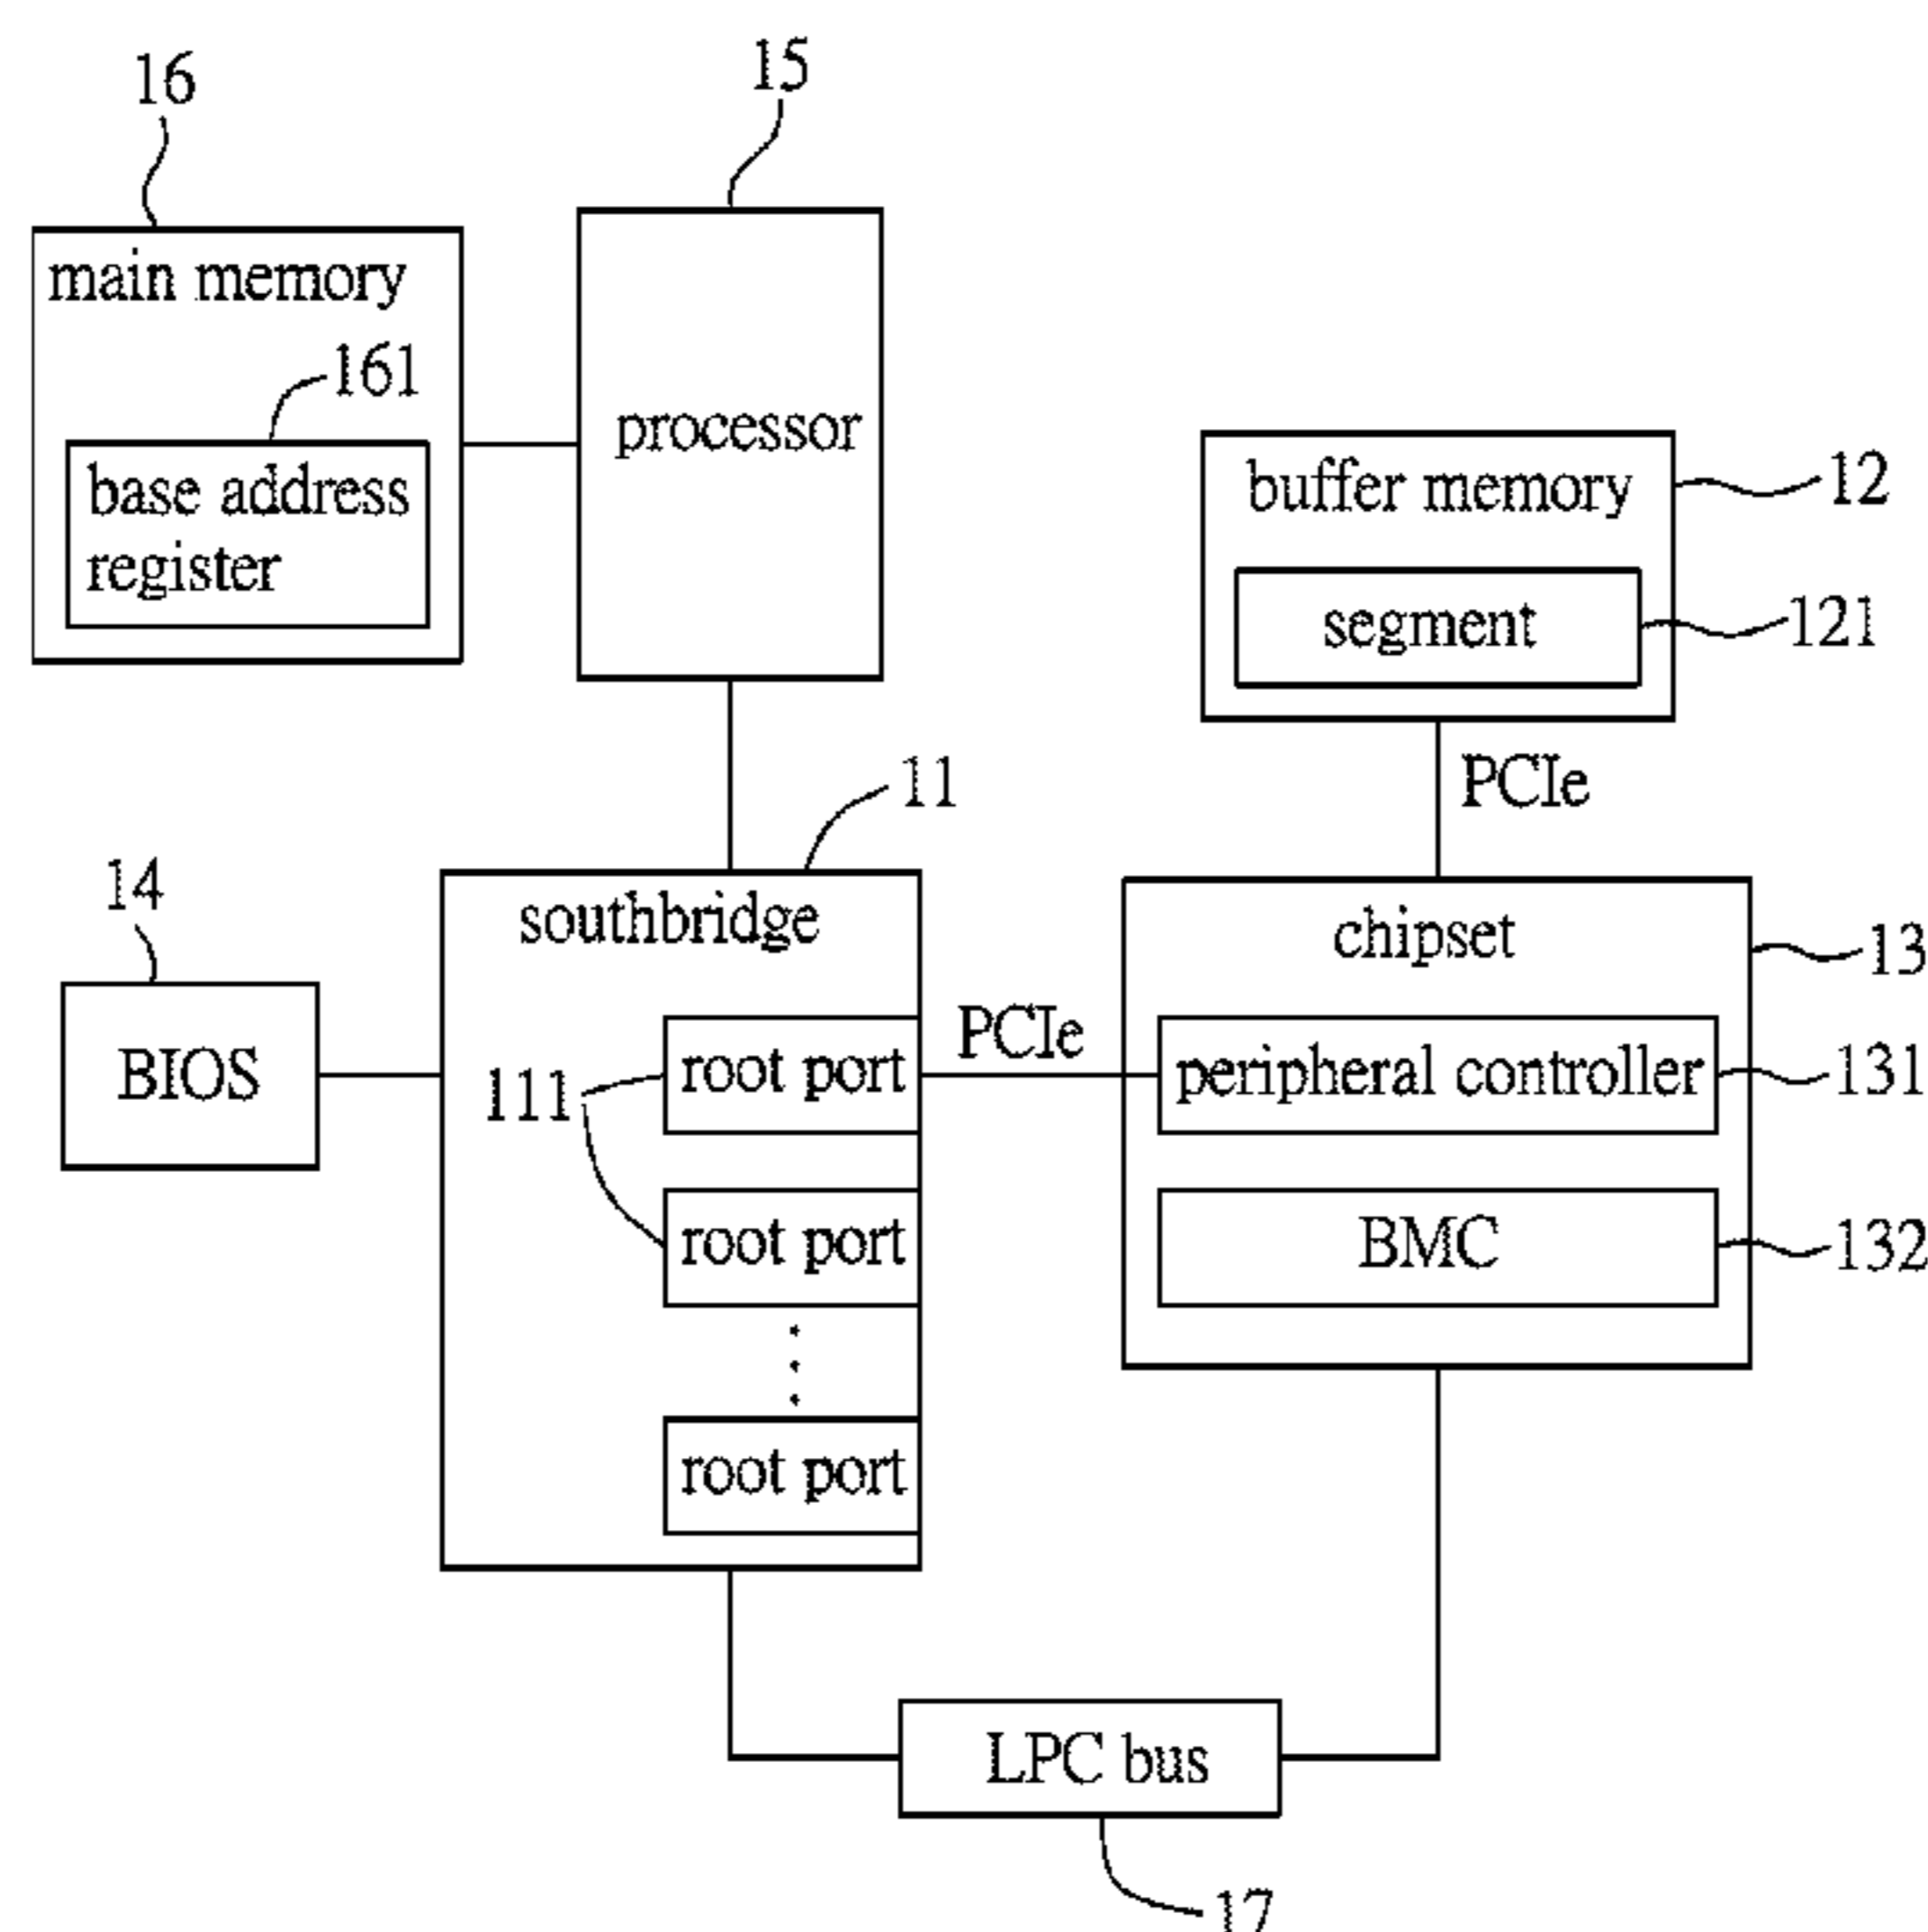 16
15
main memory
161
base address
register
processor
buffer memory
12
segment
121
PCIe
11
14
southbridge
chipset
13
BIOS
111
root port
PCIe
peripheral controller
131
root port
BMC
132
root port
LPC bus
17